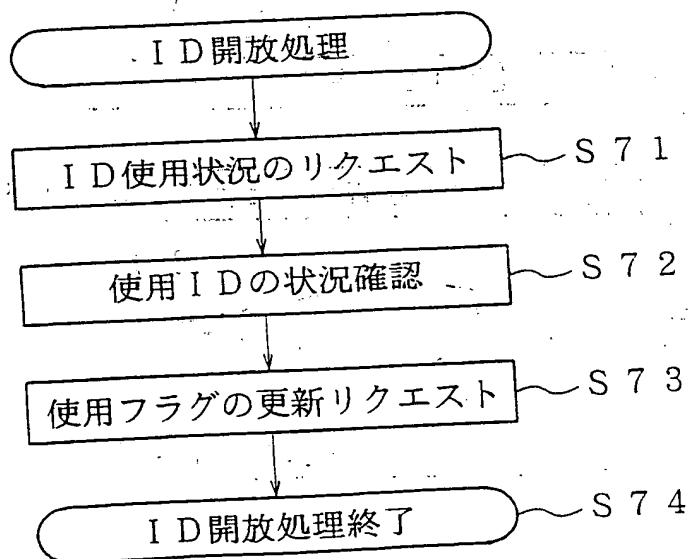 ＩＤ開放処理
ＩＤ使用状況のリクエスト Ｓ７１
使用ＩＤの状況確認 Ｓ７２
使用フラグの更新リクエスト Ｓ７３
ＩＤ開放処理終了 Ｓ７４